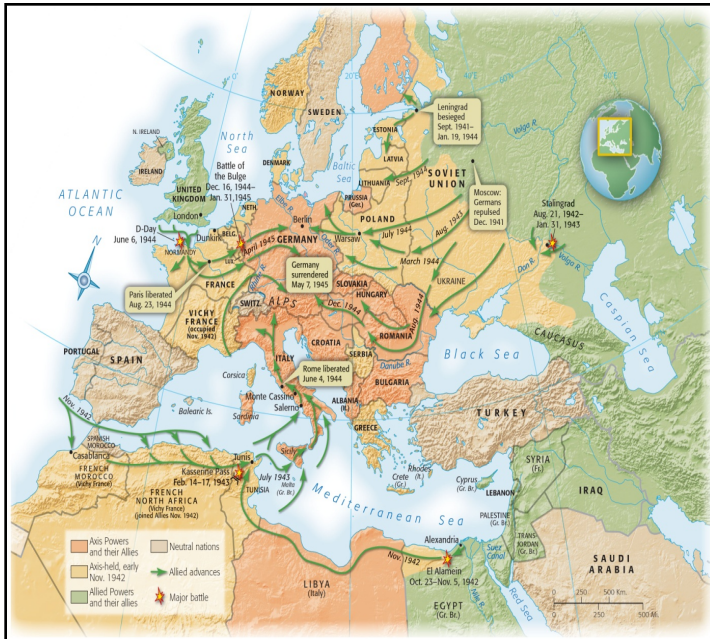 NORWAY
SWEDEN
North
Sea
Baltic
Sea
N. IRELAND
IRELAND
UNITED
KINGDOM
London
ATLANTIC
OCEAN
DENMARK
Battle of
the Bulge
Dec. 16, 1944–
Jan. 31, 1945
NETH.
ESTONIA
LATVIA
LITHUANIA
PRUSSIA
(Ger.)
Leningrad
besieged
Sept. 1941–
Jan. 19, 1944
Volga R.
20°E
40°E
60°E
0°
SOVIET
UNION
Sept. 1944
Moscow:
Germans
repulsed
Dec. 1941
Stalingrad
Aug. 21, 1942–
Jan. 31, 1943
D-Day
June 6, 1944
Dunkirk
BELG.
LUX.
NORMANDY
Elbe R.
Berlin
Oder R.
GERMANY
Warsaw
POLAND
July 1944
Aug. 1943
March 1944
UKRAINE
Don R.
Volga R.
April 1945
Germany
surrendered
May 7, 1945
Paris liberated
Aug. 23, 1944
FRANCE
N
VICHY
FRANCE
(occupied
Nov. 1942)
SWITZ.
ALPS
SLOVAKIA
HUNGARY
Dec. 1944
Aug. 1944
ROMANIA
CROATIA
SERBIA
Danube R.
BULGARIA
Black Sea
CAUCASUS
Caspian
Sea
PORTUGAL
SPAIN
ITALY
Rome liberated
June 4, 1944
Corsica
Monte Cassino
Salerno
Sardinia
Balearic Is.
ALBANIA
(It.)
GREECE
TURKEY
Nov. 1942
SPANISH
MOROCCO
Casablanca
FRENCH
MOROCCO
(Vichy France)
Kasserine Pass
Feb. 14–17, 1943
Tunis
TUNISIA
Sicily
July 1943
Malta
(Gr. Br.)
FRENCH
NORTH AFRICA
(Vichy France)
(joined Allies Nov. 1942)
Mediterranean Sea
Crete
(Gr.)
Rhodes
(It.)
Cyprus
(Gr. Br.)
SYRIA
(Fr.)
LEBANON
PALESTINE
(Gr. Br.)
TRANS-
JORDAN
(Gr. Br.)
IRAQ
Alexandria
Suez
Canal
Nov. 1942
El Alamein
Oct. 23–Nov. 5, 1942
LIBYA
(Italy)
EGYPT
(Gr. Br.)
Nile R.
Red Sea
SAUDI
ARABIA
Axis Powers
and their Allies
Axis-held, early
Nov. 1942
Allied Powers
and their allies
Neutral nations
Allied advances
Major battle
0 250 500 Km.
0 250 500 Mi.